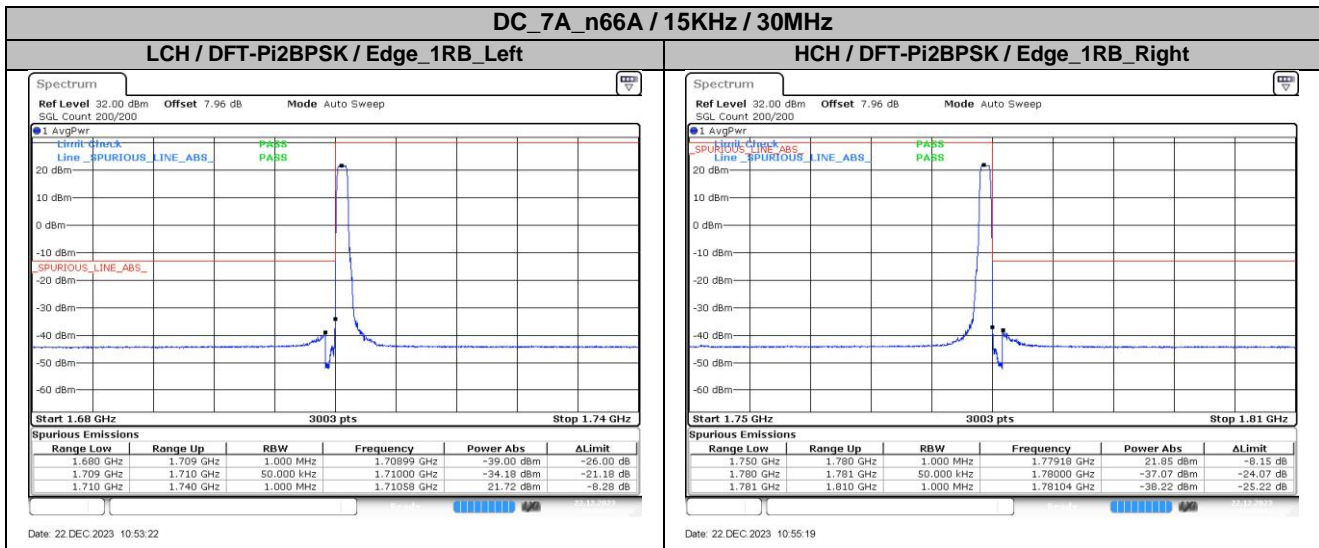 DC_7A_n66A / 15KHz / 30MHz
LCH / DFT-Pi2BPSK / Edge_1RB_Left
HCH / DFT-Pi2BPSK / Edge_1RB_Right
Spectrum
Ref Level 32.00 dBm Offset 7.96 dB Mode Auto Sweep
SGL Count 200/200
1 AvgPwr
Limit Check PASS
Line _SPURIOUS_LINE_ABS_ PASS
20 dBm
10 dBm
0 dBm
-10 dBm
_SPURIOUS_LINE_ABS_
-20 dBm
-30 dBm
-40 dBm
-50 dBm
-60 dBm
Start 1.68 GHz 3003 pts Stop 1.74 GHz
Spurious Emissions
Range Low Range Up RBW Frequency Power Abs ΔLimit
1.680 GHz 1.709 GHz 1.000 MHz 1.70899 GHz -39.00 dBm -26.00 dB
1.709 GHz 1.710 GHz 50.000 kHz 1.71000 GHz -34.18 dBm -21.18 dB
1.710 GHz 1.740 GHz 1.000 MHz 1.71058 GHz 21.72 dBm -8.28 dB
Date: 22.DEC.2023 10:53:22
Spectrum
Ref Level 32.00 dBm Offset 7.96 dB Mode Auto Sweep
SGL Count 200/200
1 AvgPwr
Limit Check PASS
_SPURIOUS_LINE_ABS_
Line _SPURIOUS_LINE_ABS_ PASS
20 dBm
10 dBm
0 dBm
-10 dBm
-20 dBm
-30 dBm
-40 dBm
-50 dBm
-60 dBm
Start 1.75 GHz 3003 pts Stop 1.81 GHz
Spurious Emissions
Range Low Range Up RBW Frequency Power Abs ΔLimit
1.750 GHz 1.780 GHz 1.000 MHz 1.77918 GHz 21.85 dBm -8.15 dB
1.780 GHz 1.781 GHz 50.000 kHz 1.78000 GHz -37.07 dBm -24.07 dB
1.781 GHz 1.810 GHz 1.000 MHz 1.78104 GHz -38.22 dBm -25.22 dB
Date: 22.DEC.2023 10:55:19